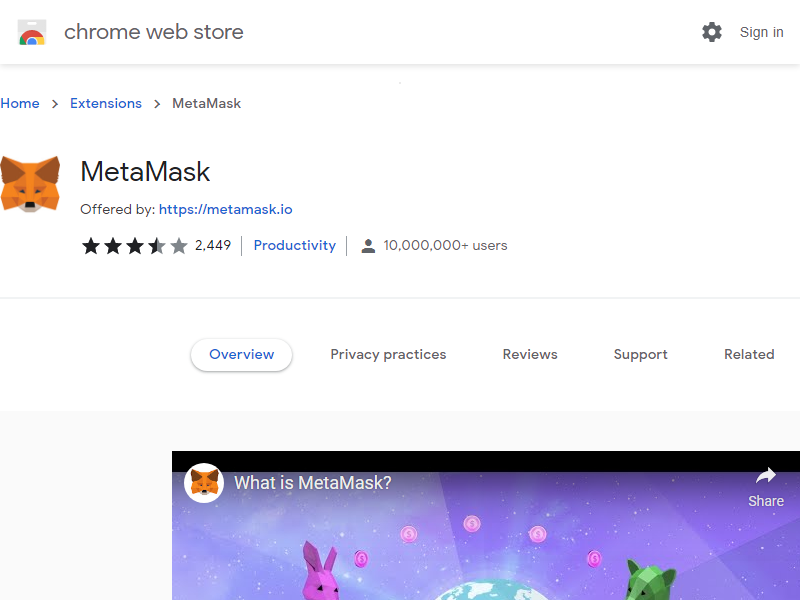 chrome web store
Sign in
Home > Extensions > MetaMask
MetaMask
Offered by: https://metamask.io
2,449 Productivity 10,000,000+ users
Overview Privacy practices Reviews Support Related
What is MetaMask?
Share